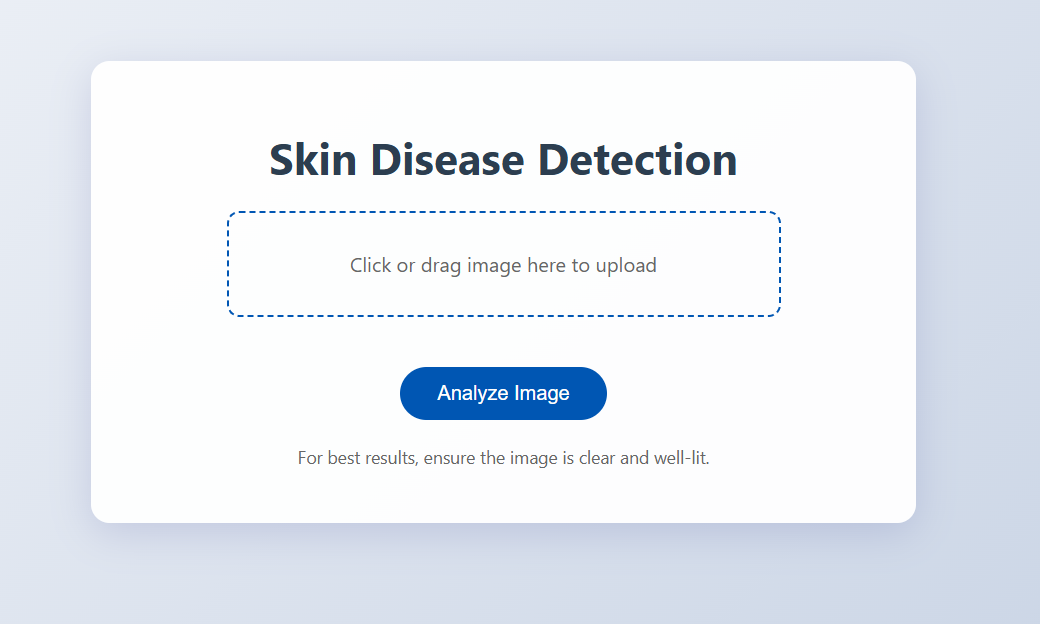 Skin Disease Detection
Click or drag image here to upload
Analyze Image
For best results, ensure the image is clear and well-lit.